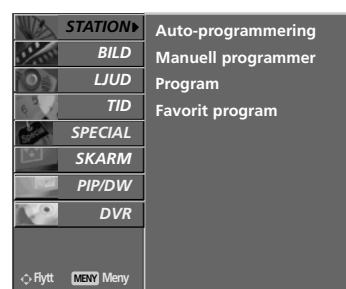 STATION
BILD
LJUD
TID
SPECIAL
SKARM
PIP/DW
DVR
Flytt MENY Meny
Auto-programmering
Manuell programmer
Program
Favorit program